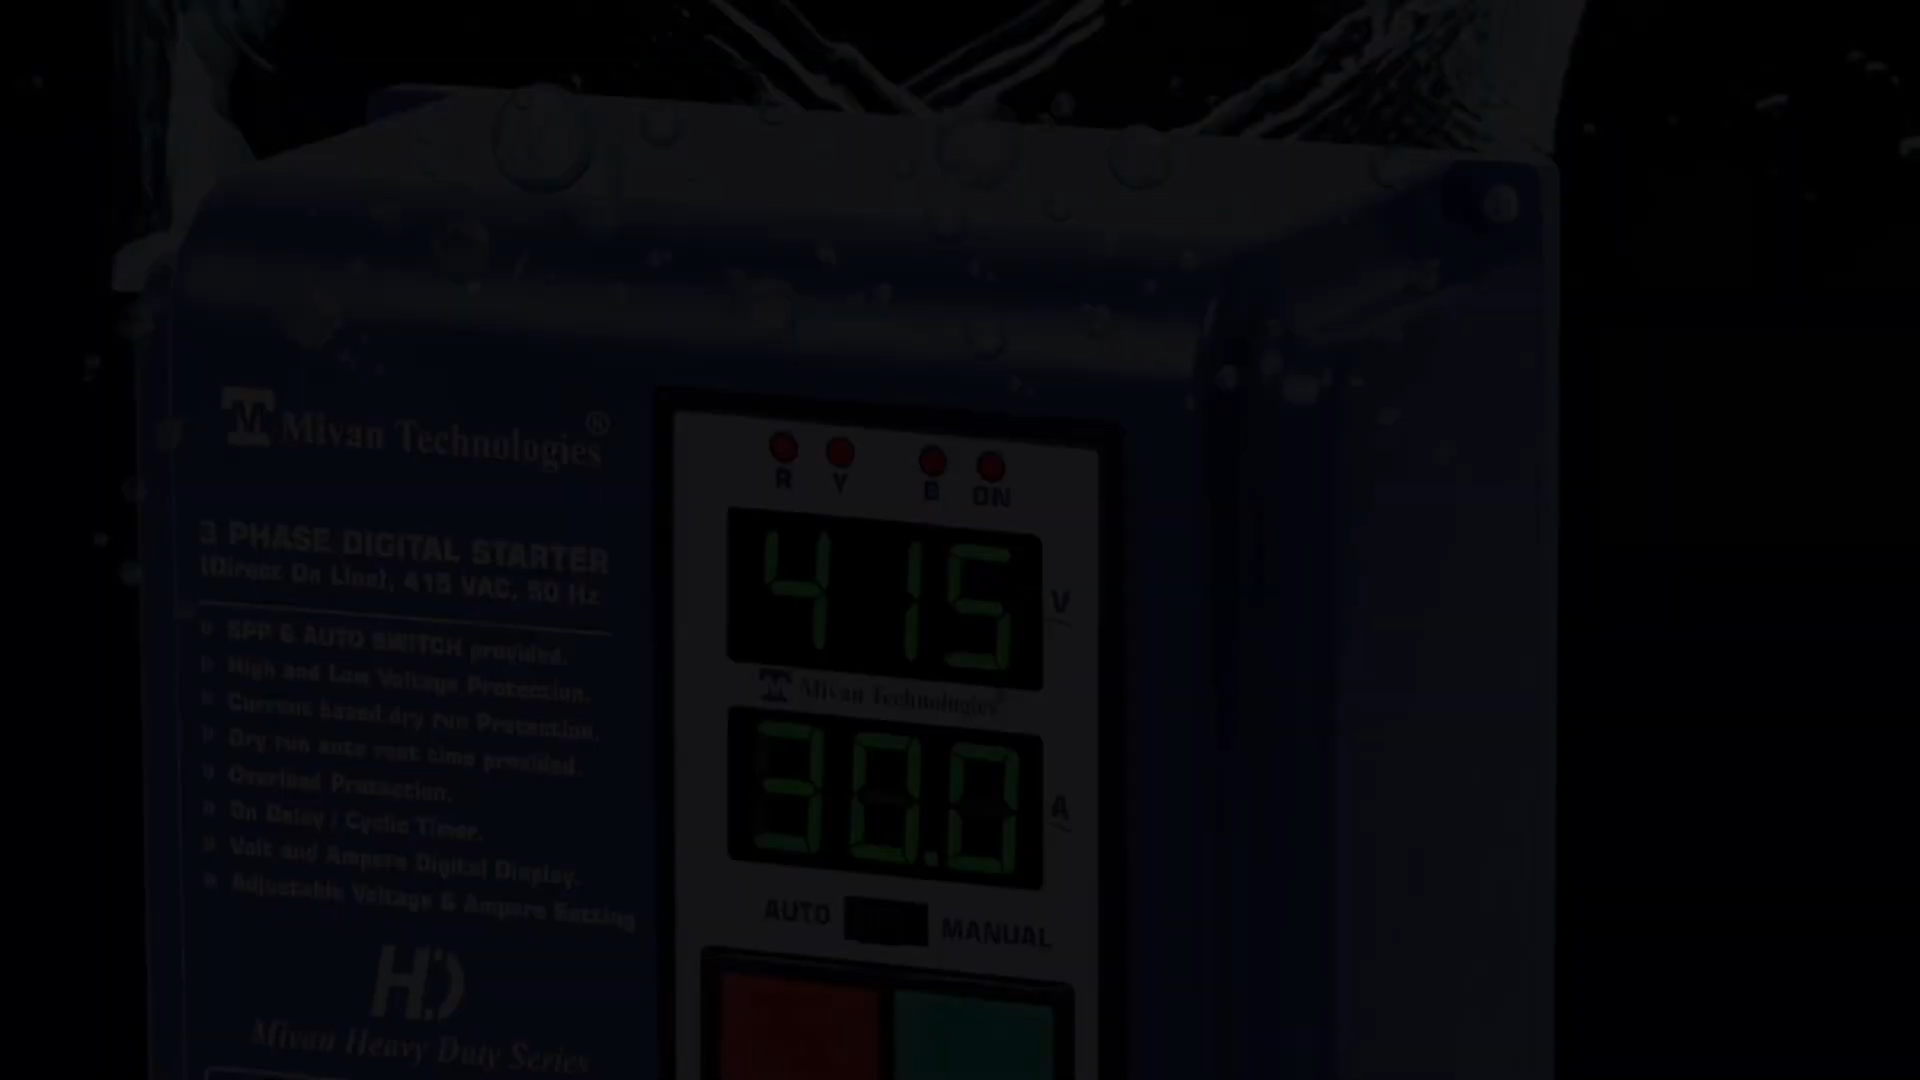 M Mivan Technologies®
3 PHASE DIGITAL STARTER
(Direct On Line), 415 VAC, 50 Hz
SPP & AUTO SWITCH provided.
High and Low Voltage Protection.
Current based dry run Protection.
Dry run auto rest time provided.
Overload Protection.
On Delay / Cyclic Timer.
Volt and Ampere Digital Display.
Adjustable Voltage & Ampere Setting
HD
Mivan Heavy Duty Series
R Y B ON
415 V
M Mivan Technologies®
30.0 A
AUTO MANUAL